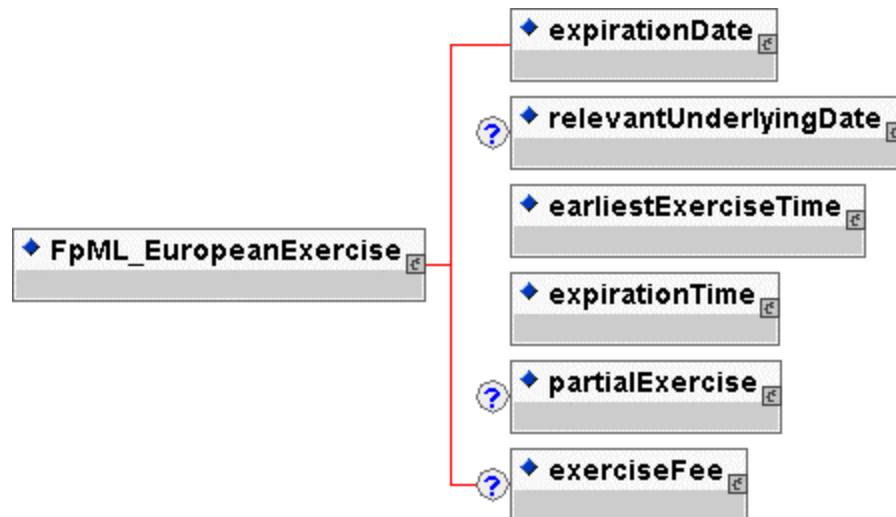 expirationDate
?
relevantUnderlyingDate
earliestExerciseTime
FpML_EuropeanExercise
expirationTime
?
partialExercise
?
exerciseFee